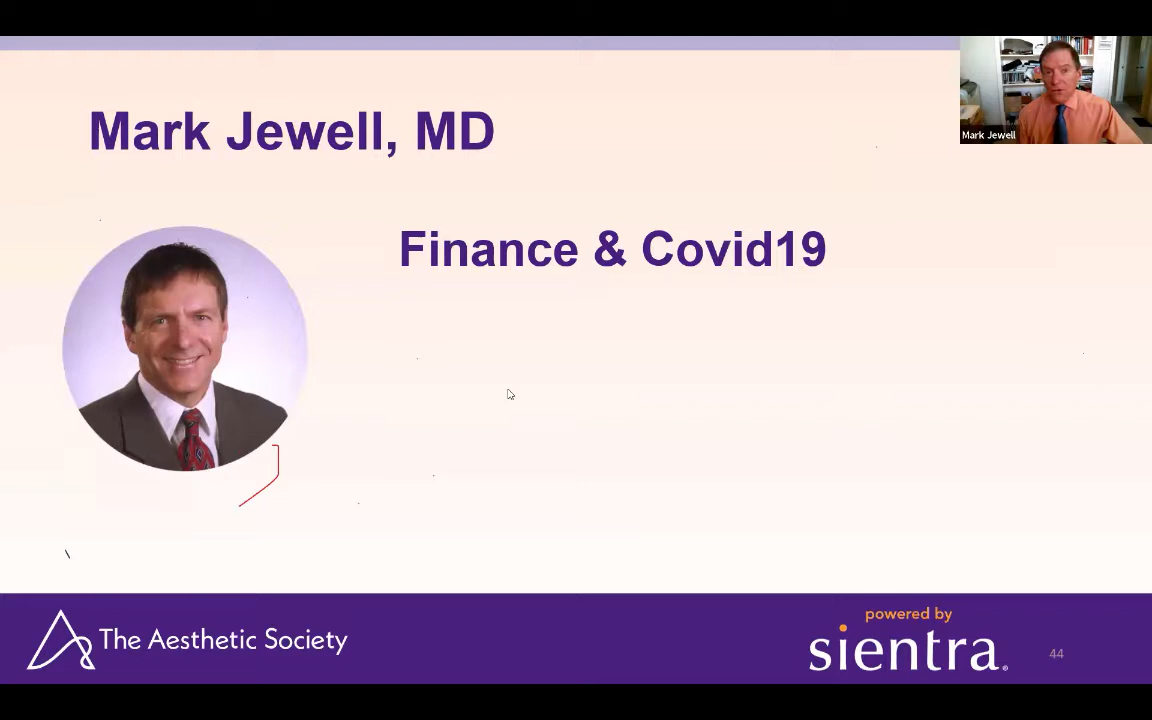 Mark Jewell, MD
Mark Jewell
Finance & Covid19
The Aesthetic Society
powered by
sientra®
44